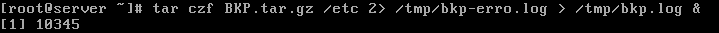 [root@server ~]# tar czf BKP.tar.gz /etc 2> /tmp/bkp-erro.log > /tmp/bkp.log &
[1] 10345